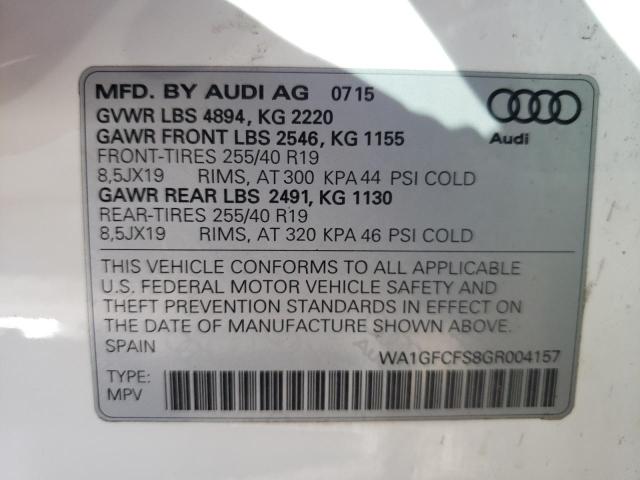 MFD. BY AUDI AG 07 15
GVWR LBS 4894, KG 2220
GAWR FRONT LBS 2546, KG 1155
FRONT-TIRES 255/40 R19
8,5JX19 RIMS, AT 300 KPA 44 PSI COLD
GAWR REAR LBS 2491, KG 1130
REAR-TIRES 255/40 R19
8,5JX19 RIMS, AT 320 KPA 46 PSI COLD
Audi
THIS VEHICLE CONFORMS TO ALL APPLICABLE
U.S. FEDERAL MOTOR VEHICLE SAFETY AND
THEFT PREVENTION STANDARDS IN EFFECT ON
THE DATE OF MANUFACTURE SHOWN ABOVE.
SPAIN WA1GFCFS8GR004157
TYPE:
MPV